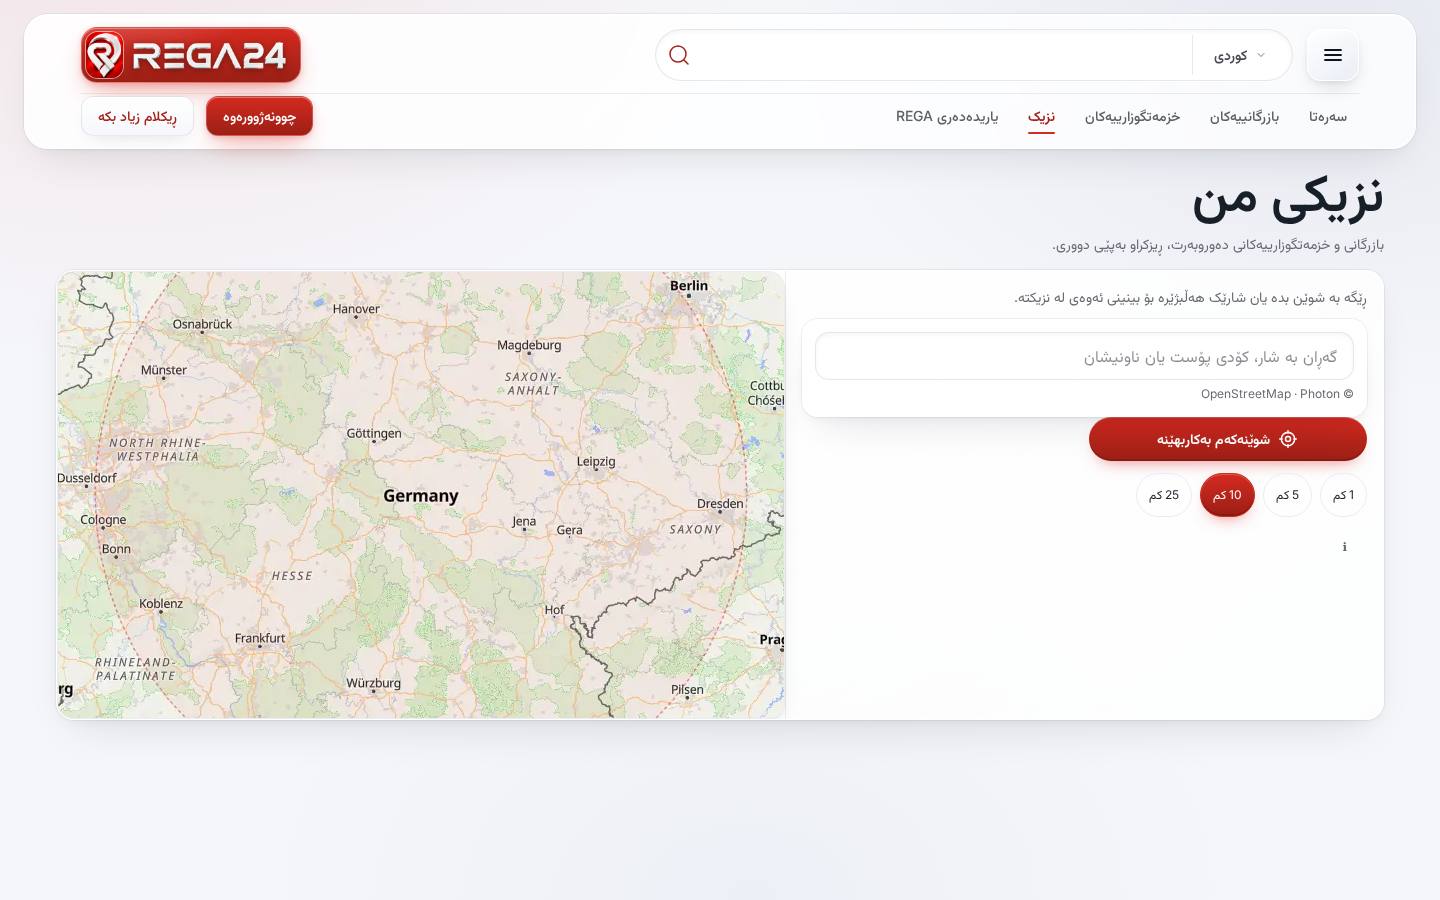 REGA24
کوردی
سەرەتا
بازرگانییەکان
خزمەتگوزارییەکان
نزیک
یاریدەدەری REGA
چوونەژوورەوە
ڕیکلام زیاد بکە
نزیکی من
بازرگانی و خزمەتگوزارییەکانی دەوروبەرت، ڕیزکراو بەپێی دووری.
ڕێگە بە شوێن بدە یان شارێک هەڵبژێرە بۆ بینینی ئەوەی لە نزیکتە.
گەڕان بە شار، کۆدی پۆست یان ناونیشان
© OpenStreetMap · Photon
شوێنەکەم بەکاربهێنە
1 کم
5 کم
10 کم
25 کم
i
Berlin
Hanover
Osnabrück
Magdeburg
Münster
SAXONY-
ANHALT
Cottbu
Chóśeb
Göttingen
NORTH RHINE-
WESTPHALIA
Leipzig
Dusseldorf
Germany
Dresden
Cologne
Jena
Gera
SAXONY
Bonn
HESSE
Koblenz
Hof
Frankfurt
Prag
RHINELAND-
PALATINATE
Würzburg
rg
Pilsen